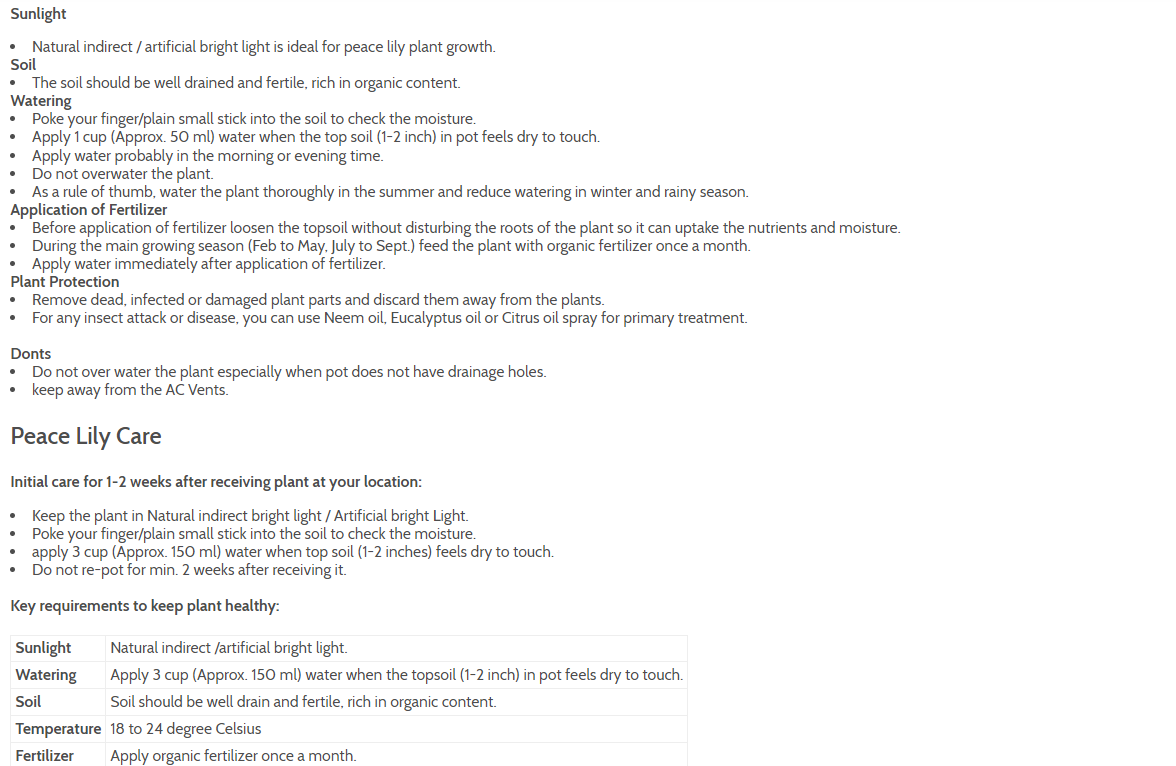 Sunlight
• Natural indirect / artificial bright light is ideal for peace lily plant growth.
Soil
• The soil should be well drained and fertile, rich in organic content.
Watering
• Poke your finger/plain small stick into the soil to check the moisture.
• Apply 1 cup (Approx. 50 ml) water when the top soil (1-2 inch) in pot feels dry to touch.
• Apply water probably in the morning or evening time.
• Do not overwater the plant.
• As a rule of thumb, water the plant thoroughly in the summer and reduce watering in winter and rainy season.
Application of Fertilizer
• Before application of fertilizer loosen the topsoil without disturbing the roots of the plant so it can uptake the nutrients and moisture.
• During the main growing season (Feb to May, July to Sept.) feed the plant with organic fertilizer once a month.
• Apply water immediately after application of fertilizer.
Plant Protection
• Remove dead, infected or damaged plant parts and discard them away from the plants.
• For any insect attack or disease, you can use Neem oil, Eucalyptus oil or Citrus oil spray for primary treatment.
Donts
• Do not over water the plant especially when pot does not have drainage holes.
• keep away from the AC Vents.
Peace Lily Care
Initial care for 1-2 weeks after receiving plant at your location:
• Keep the plant in Natural indirect bright light / Artificial bright Light.
• Poke your finger/plain small stick into the soil to check the moisture.
• apply 3 cup (Approx. 150 ml) water when top soil (1-2 inches) feels dry to touch.
• Do not re-pot for min. 2 weeks after receiving it.
Key requirements to keep plant healthy:
Sunlight Natural indirect /artificial bright light.
Watering Apply 3 cup (Approx. 150 ml) water when the topsoil (1-2 inch) in pot feels dry to touch.
Soil Soil should be well drain and fertile, rich in organic content.
Temperature 18 to 24 degree Celsius
Fertilizer Apply organic fertilizer once a month.